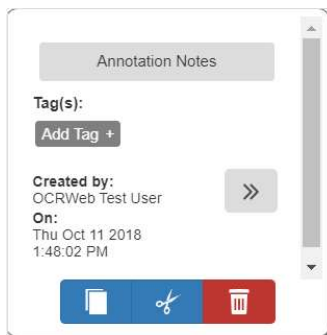 Annotation Notes
Tag(s):
Add Tag +
Created by:
OCRWeb Test User
On:
Thu Oct 11 2018
1:48:02 PM